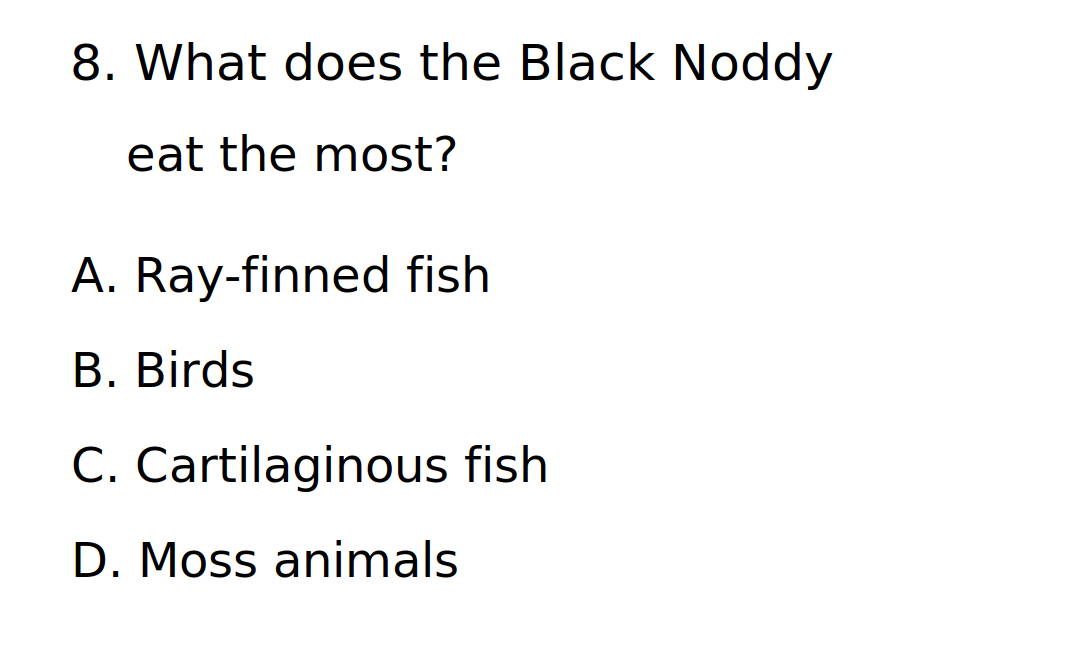 8. What does the Black Noddy
eat the most?
A. Ray-finned fish
B. Birds
C. Cartilaginous fish
D. Moss animals